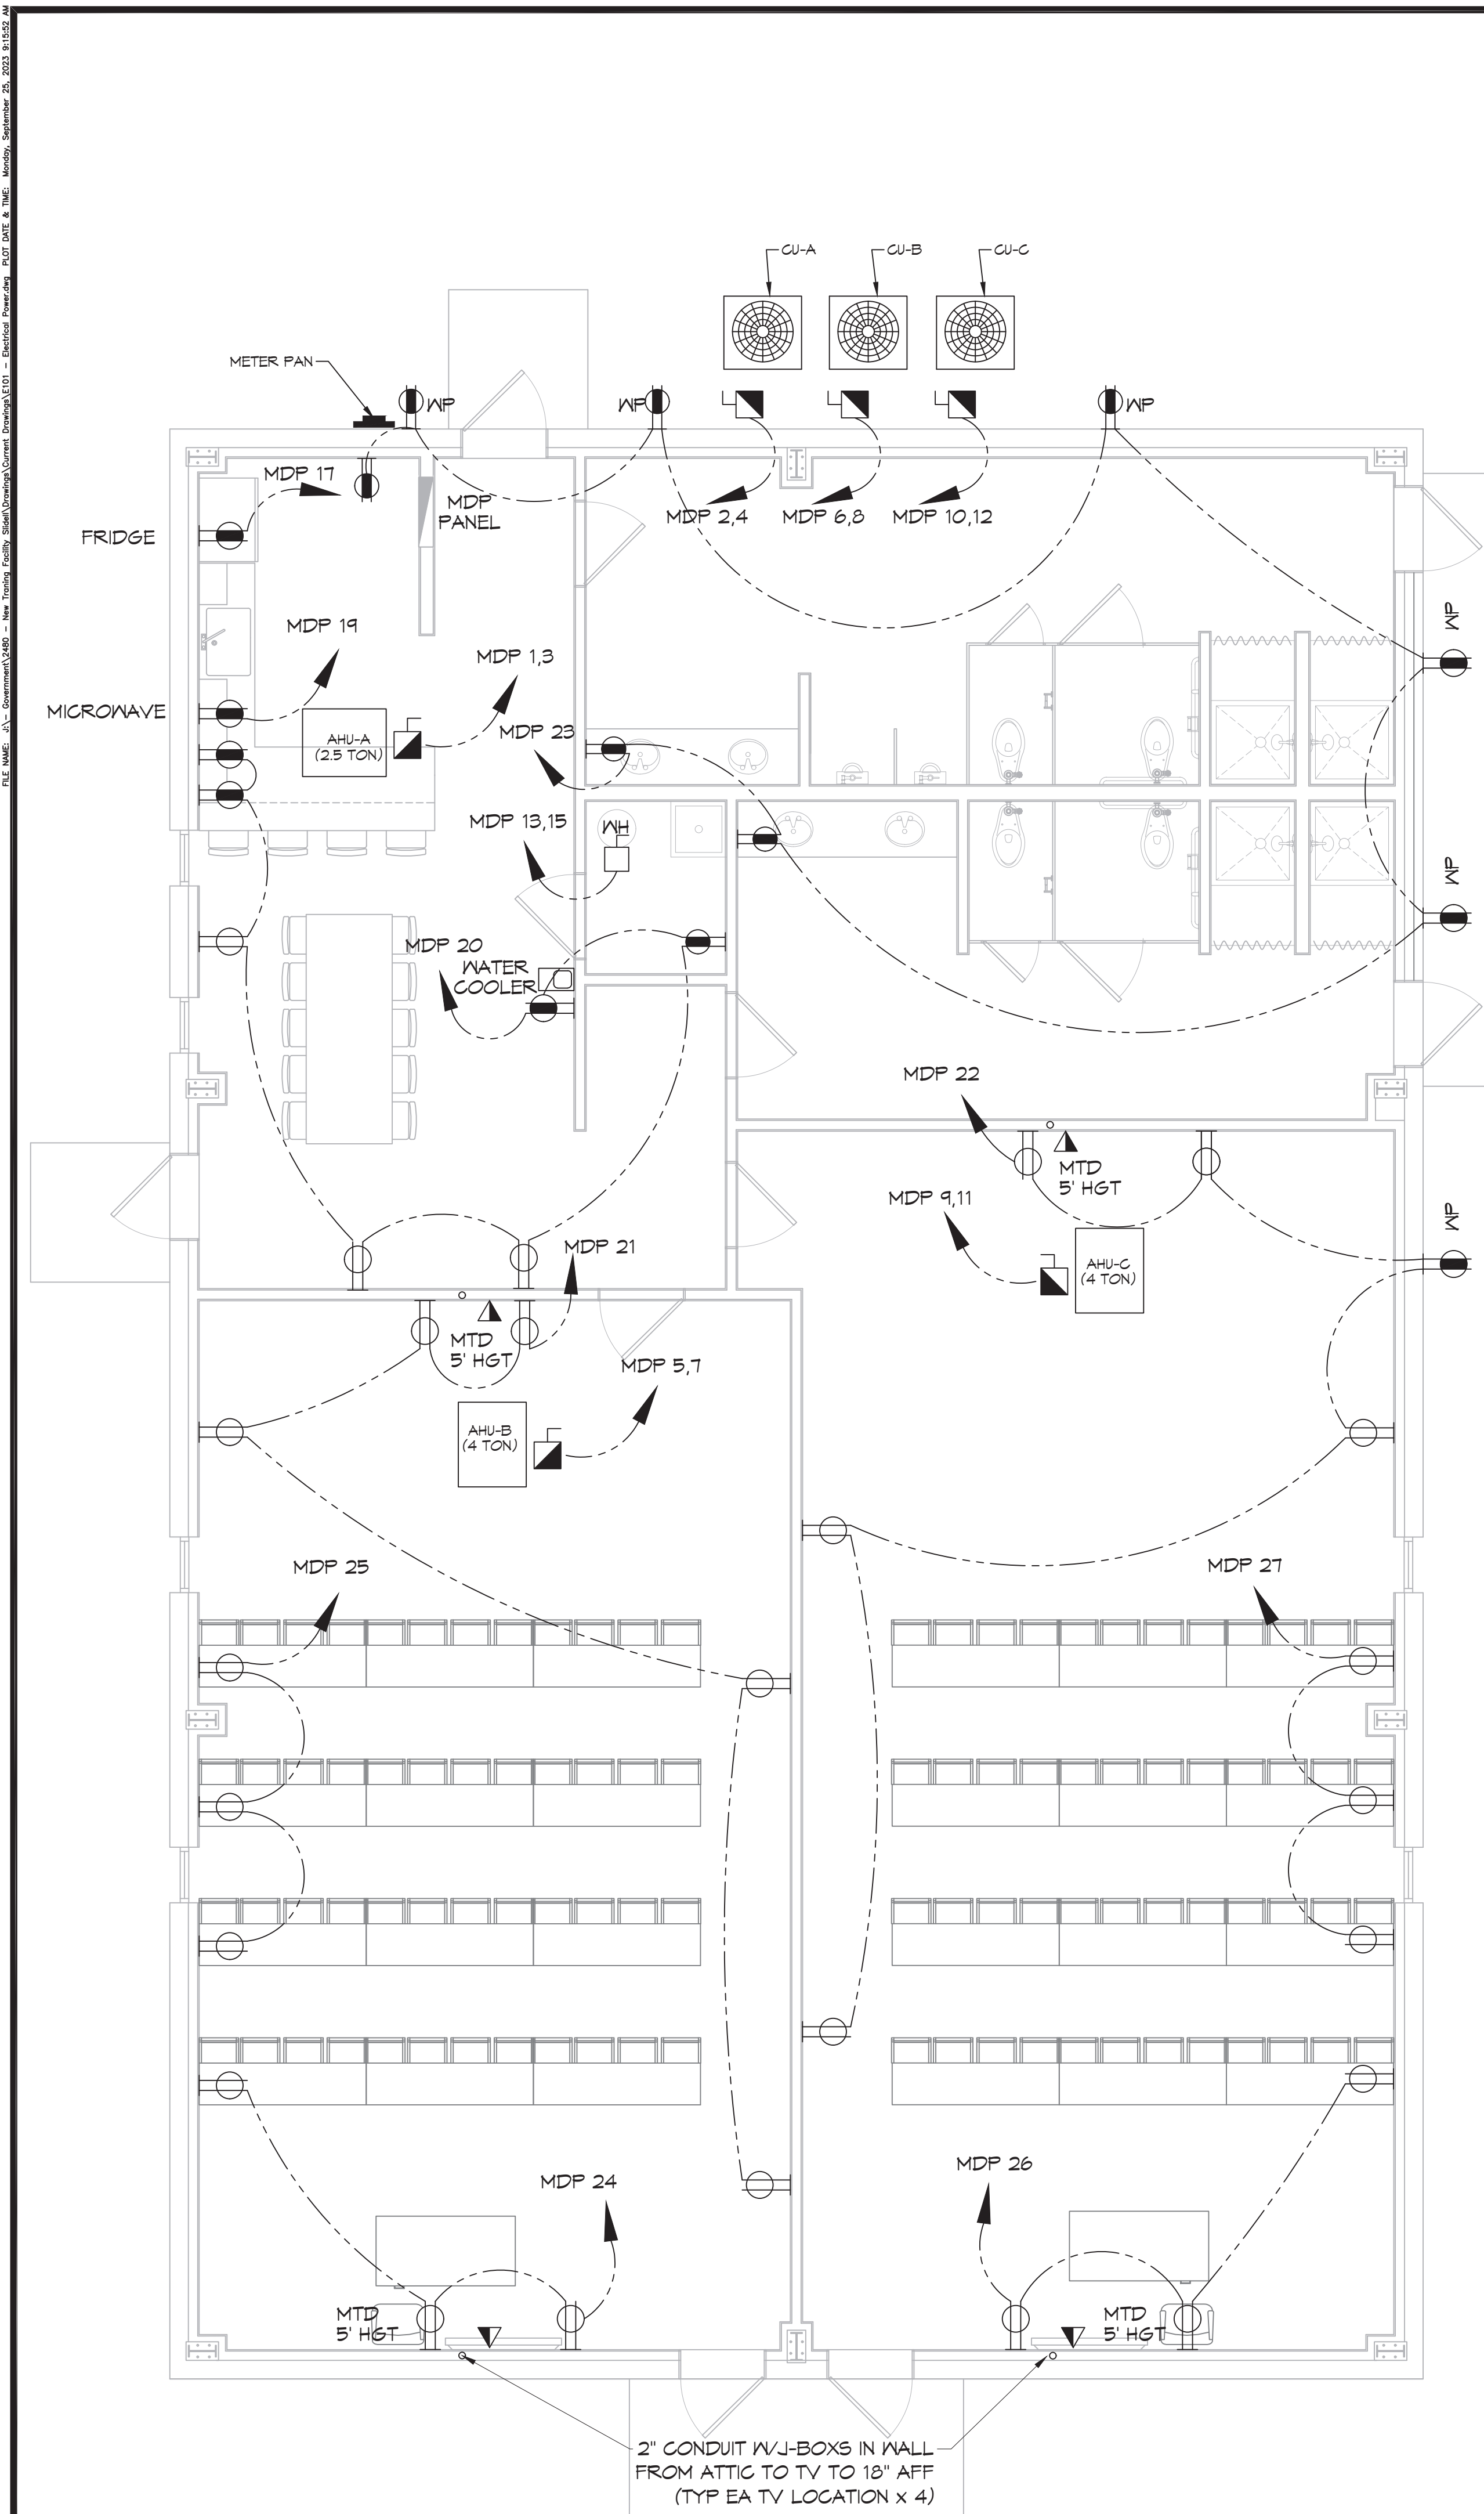 FILE NAME: J:\- Government\2480 - New Traning Facility Slidell\Drawings\Current Drawings\E101 - Electrical Power.dwg PLOT DATE & TIME: Monday, September 25, 2023 9:15:52 AM
CU-A
CU-B
CU-C
METER PAN
WP
WP
WP
MDP 17
MDP
PANEL
MDP 2,4
MDP 6,8
MDP 10,12
FRIDGE
WP
MDP 19
MDP 1,3
MICROWAVE
AHU-A
(2.5 TON)
MDP 23
MDP 13,15
WH
WP
MDP 20
WATER
COOLER
MDP 22
MTD
5' HGT
MDP 9,11
WP
MDP 21
AHU-C
(4 TON)
MTD
5' HGT
MDP 5,7
AHU-B
(4 TON)
MDP 25
MDP 27
MDP 24
MDP 26
MTD
5' HGT
MTD
5' HGT
2" CONDUIT W/J-BOXS IN WALL
FROM ATTIC TO TV TO 18" AFF
(TYP EA TV LOCATION x 4)